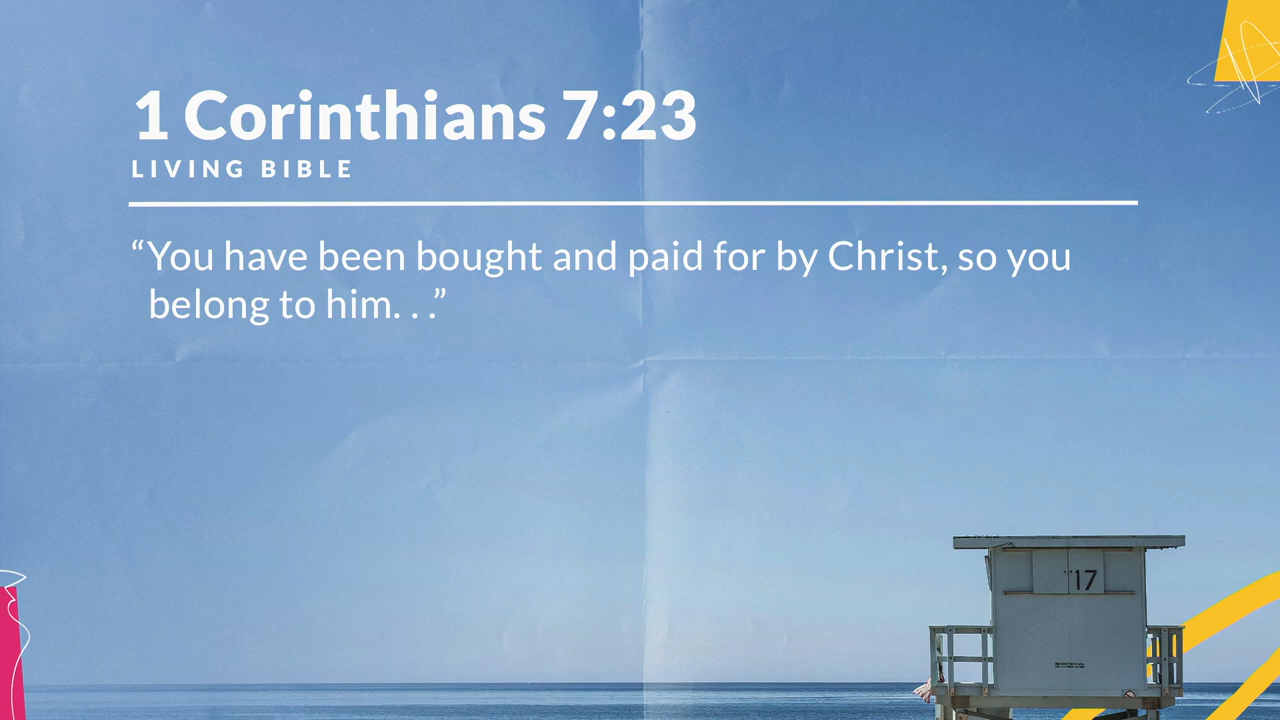 1 Corinthians 7:23
LIVING BIBLE
“You have been bought and paid for by Christ, so you
belong to him. . .”
17